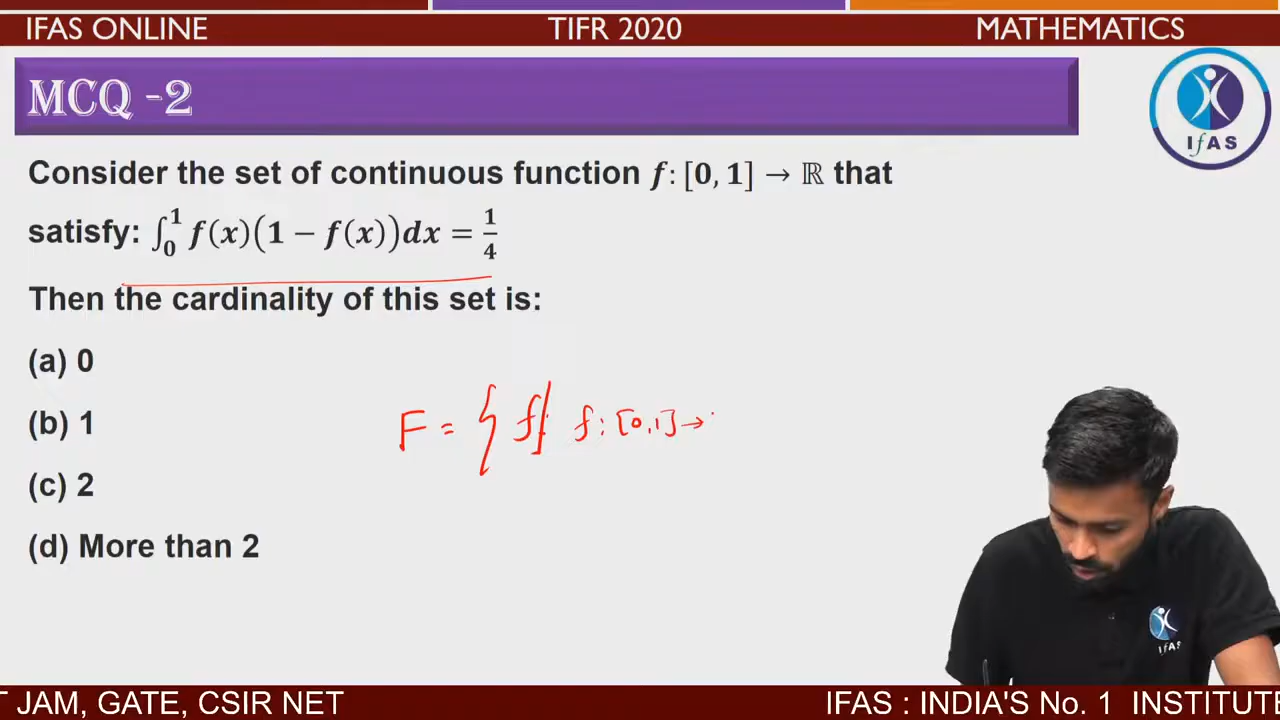 IFAS ONLINE TIFR 2020 MATHEMATICS
MCQ -2
IfAS
Consider the set of continuous function f: [0, 1] → ℝ that
satisfy: ∫₀¹ f(x)(1 − f(x))dx = 1/4
Then the cardinality of this set is:
(a) 0
(b) 1
(c) 2
(d) More than 2
F = { f/ f: [0,1] →
IfAS
T JAM, GATE, CSIR NET IFAS : INDIA'S No. 1 INSTITUTE